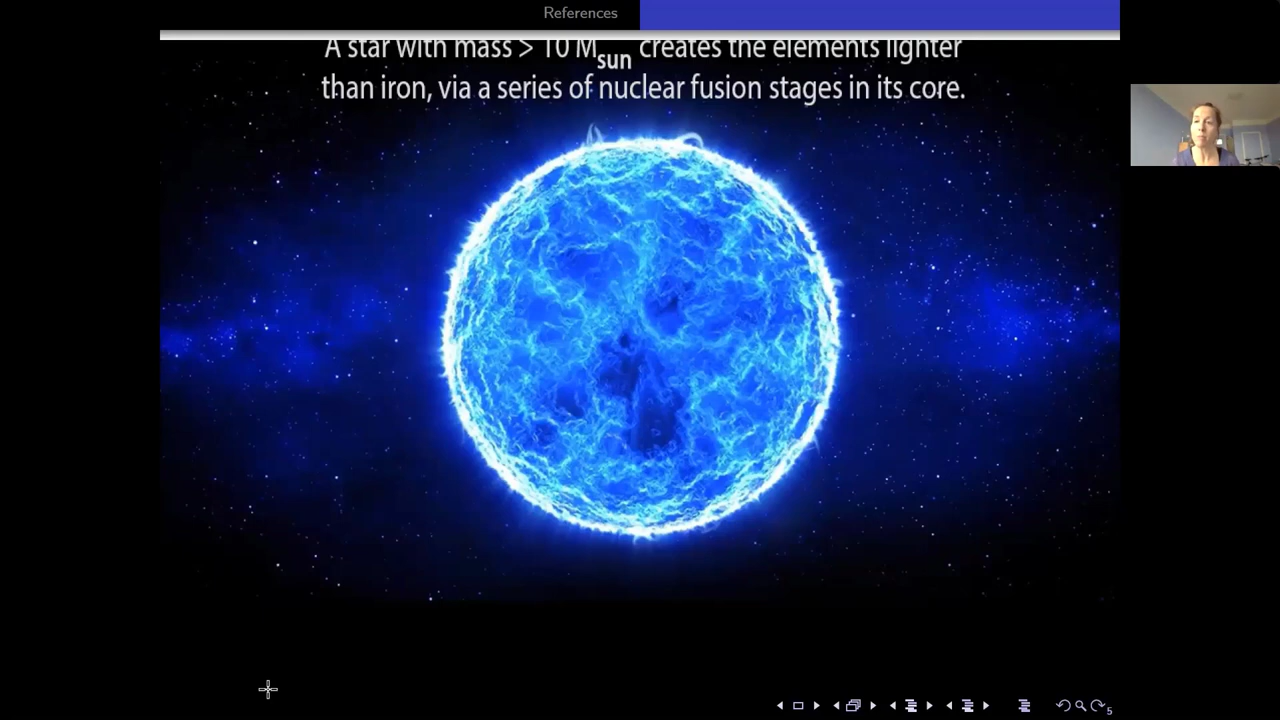 References
A star with mass > 10 Msun creates the elements lighter
than iron, via a series of nuclear fusion stages in its core.
5